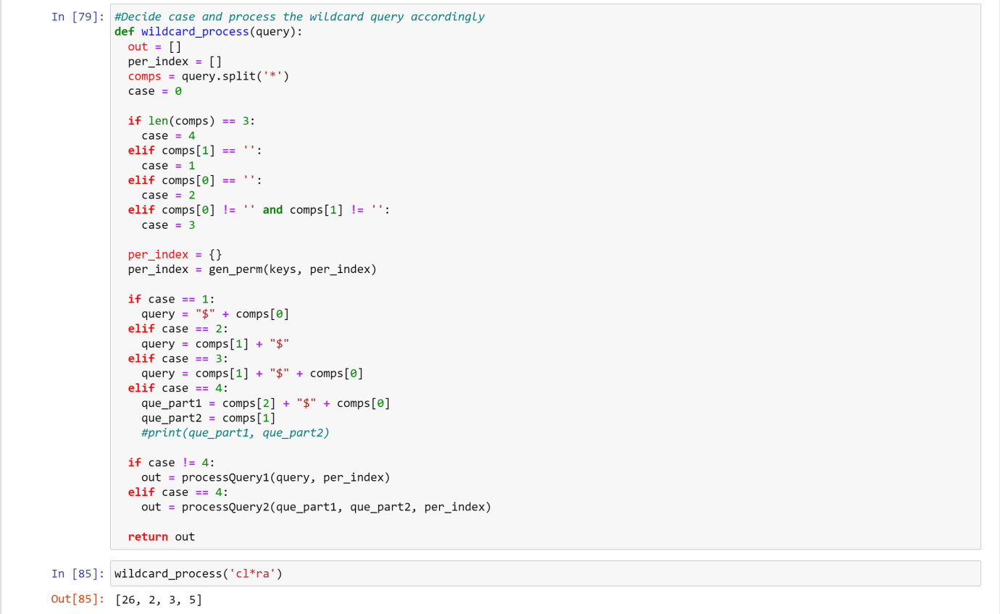 In [79]: #Decide case and process the wildcard query accordingly
def wildcard_process(query):
  out = []
  per_index = []
  comps = query.split('*')
  case = 0

  if len(comps) == 3:
    case = 4
  elif comps[1] == '':
    case = 1
  elif comps[0] == '':
    case = 2
  elif comps[0] != '' and comps[1] != '':
    case = 3

  per_index = {}
  per_index = gen_perm(keys, per_index)

  if case == 1:
    query = "$" + comps[0]
  elif case == 2:
    query = comps[1] + "$"
  elif case == 3:
    query = comps[1] + "$" + comps[0]
  elif case == 4:
    que_part1 = comps[2] + "$" + comps[0]
    que_part2 = comps[1]
    #print(que_part1, que_part2)

  if case != 4:
    out = processQuery1(query, per_index)
  elif case == 4:
    out = processQuery2(que_part1, que_part2, per_index)

  return out
In [85]: wildcard_process('cl*ra')
Out[85]: [26, 2, 3, 5]